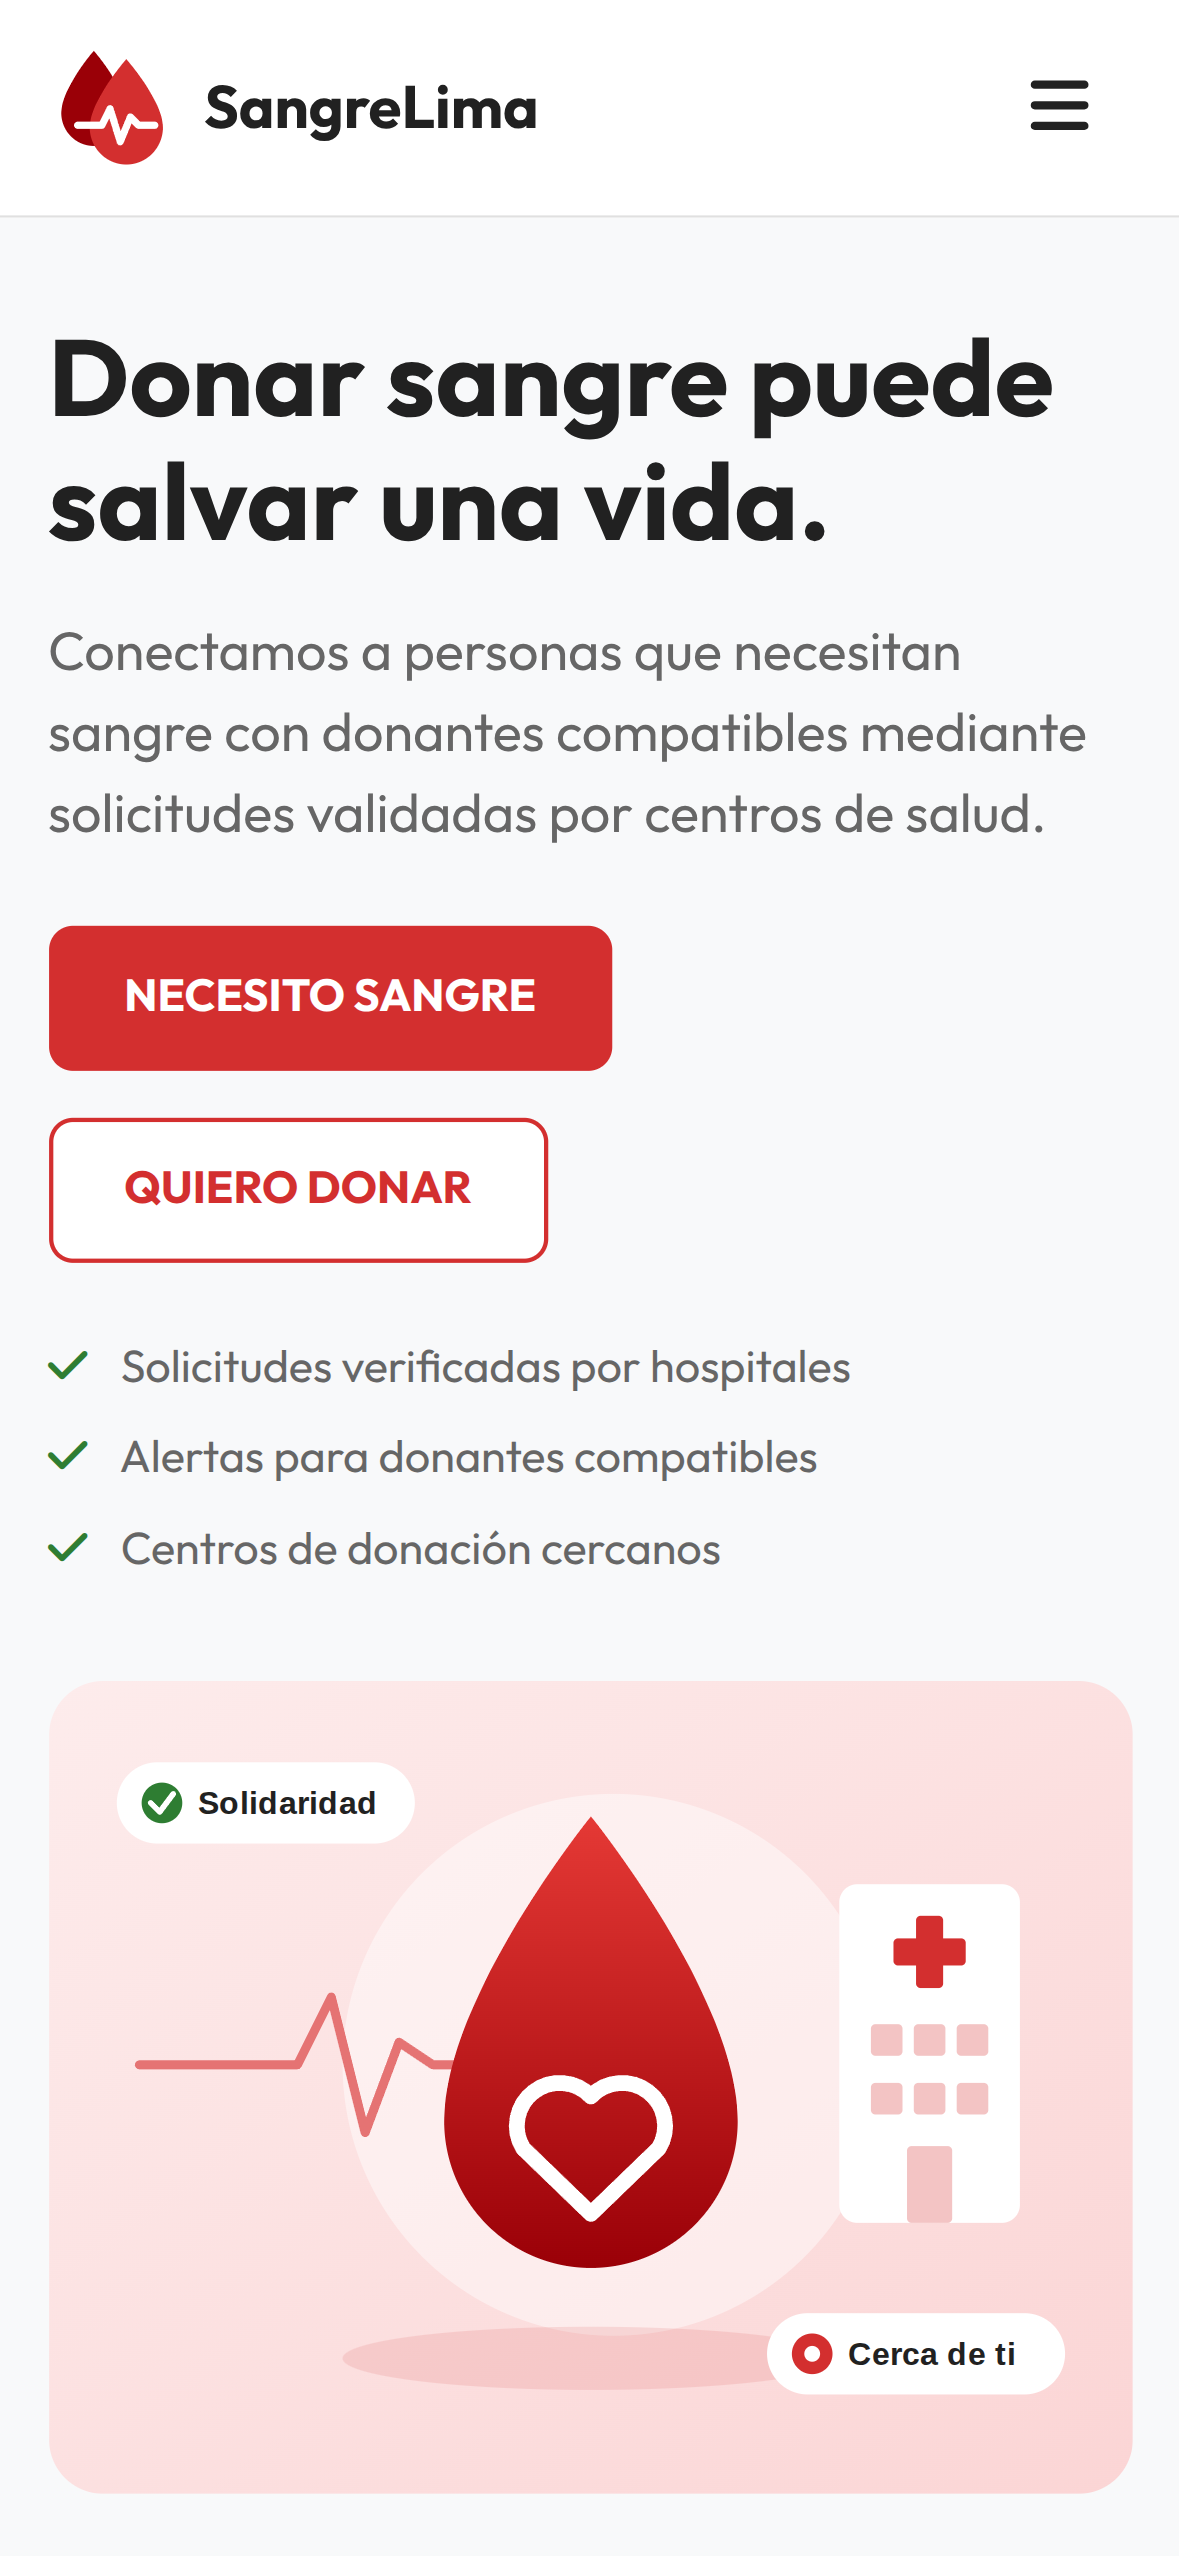 SangreLima
Donar sangre puede
salvar una vida.
Conectamos a personas que necesitan
sangre con donantes compatibles mediante
solicitudes validadas por centros de salud.
NECESITO SANGRE
QUIERO DONAR
Solicitudes verificadas por hospitales
Alertas para donantes compatibles
Centros de donación cercanos
Solidaridad
Cerca de ti